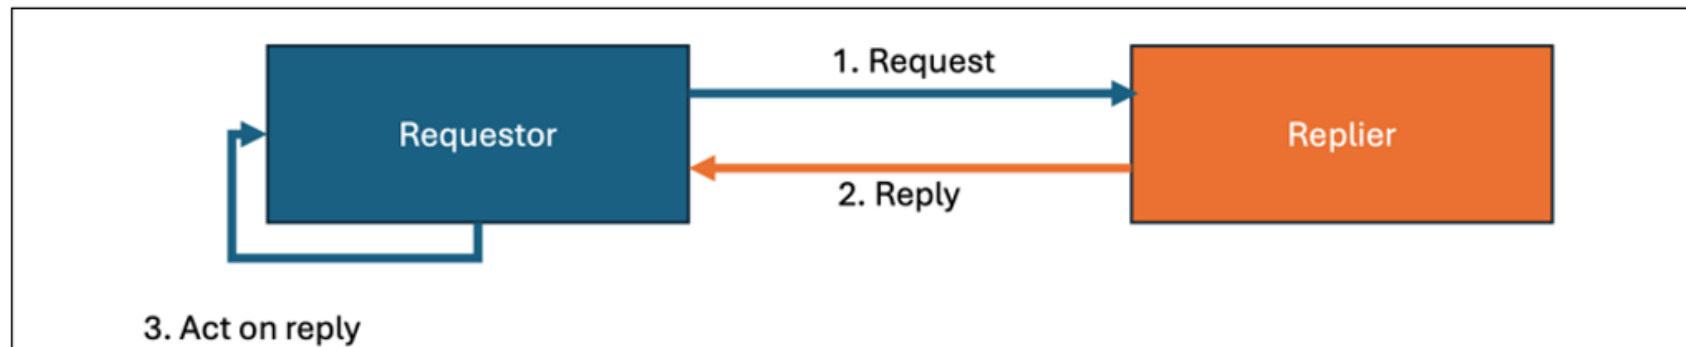 1. Request
Requestor
Replier
2. Reply
3. Act on reply